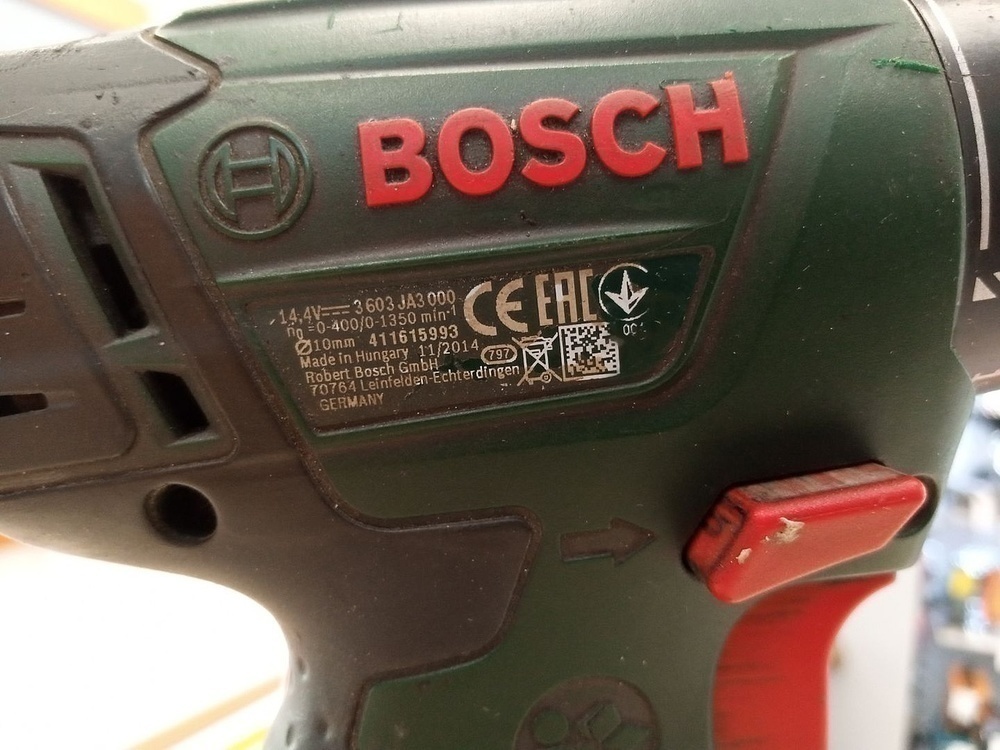 BOSCH
14,4V⎓ 3 603 JA3 000
n₀ = 0-400/0-1350 min-¹
Ø10mm 411615993
Made in Hungary 11/2014 797
Robert Bosch GmbH
70764 Leinfelden-Echterdingen
GERMANY
CE EAC